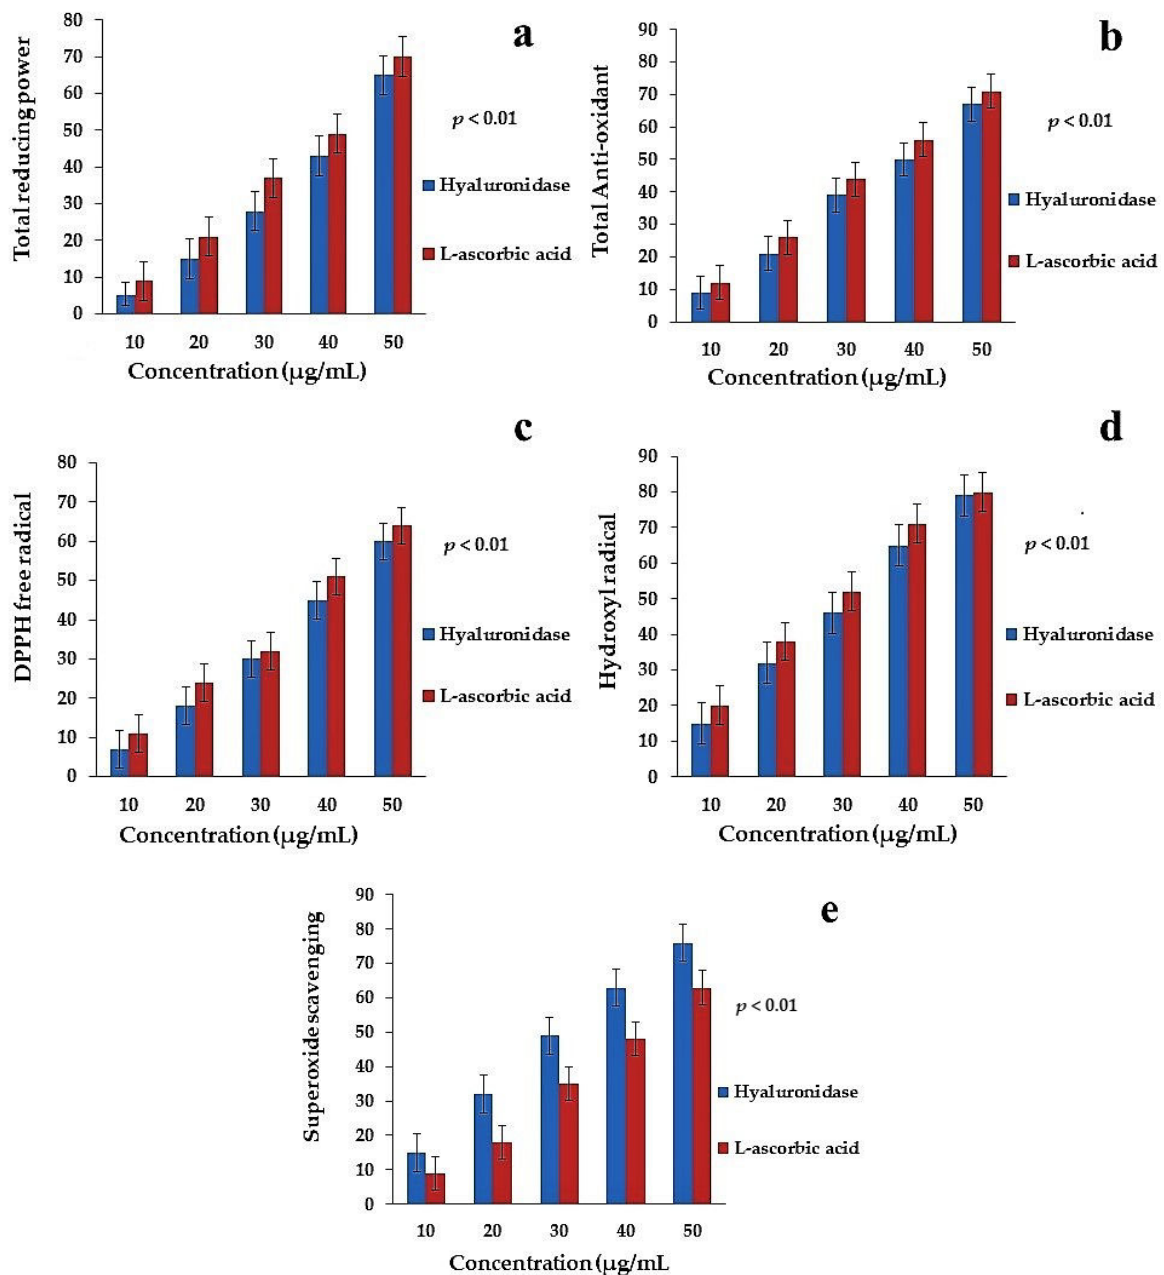 a
Total reducing power
80
70
60
50
40
30
20
10
0
p < 0.01
Hyaluronidase
L-ascorbic acid
10 20 30 40 50
Concentration (µg/mL)
b
Total Anti-oxidant
90
80
70
60
50
40
30
20
10
0
p < 0.01
Hyaluronidase
L-ascorbic acid
10 20 30 40 50
Concentration (µg/mL)
c
DPPH free radical
80
70
60
50
40
30
20
10
0
p < 0.01
Hyaluronidase
L-ascorbic acid
10 20 30 40 50
Concentration (µg/mL)
d
Hydroxyl radical
90
80
70
60
50
40
30
20
10
0
p < 0.01
Hyaluronidase
L-ascorbic acid
10 20 30 40 50
Concentration (µg/mL)
e
Superoxide scavenging
90
80
70
60
50
40
30
20
10
0
p < 0.01
Hyaluronidase
L-ascorbic acid
10 20 30 40 50
Concentration (µg/mL